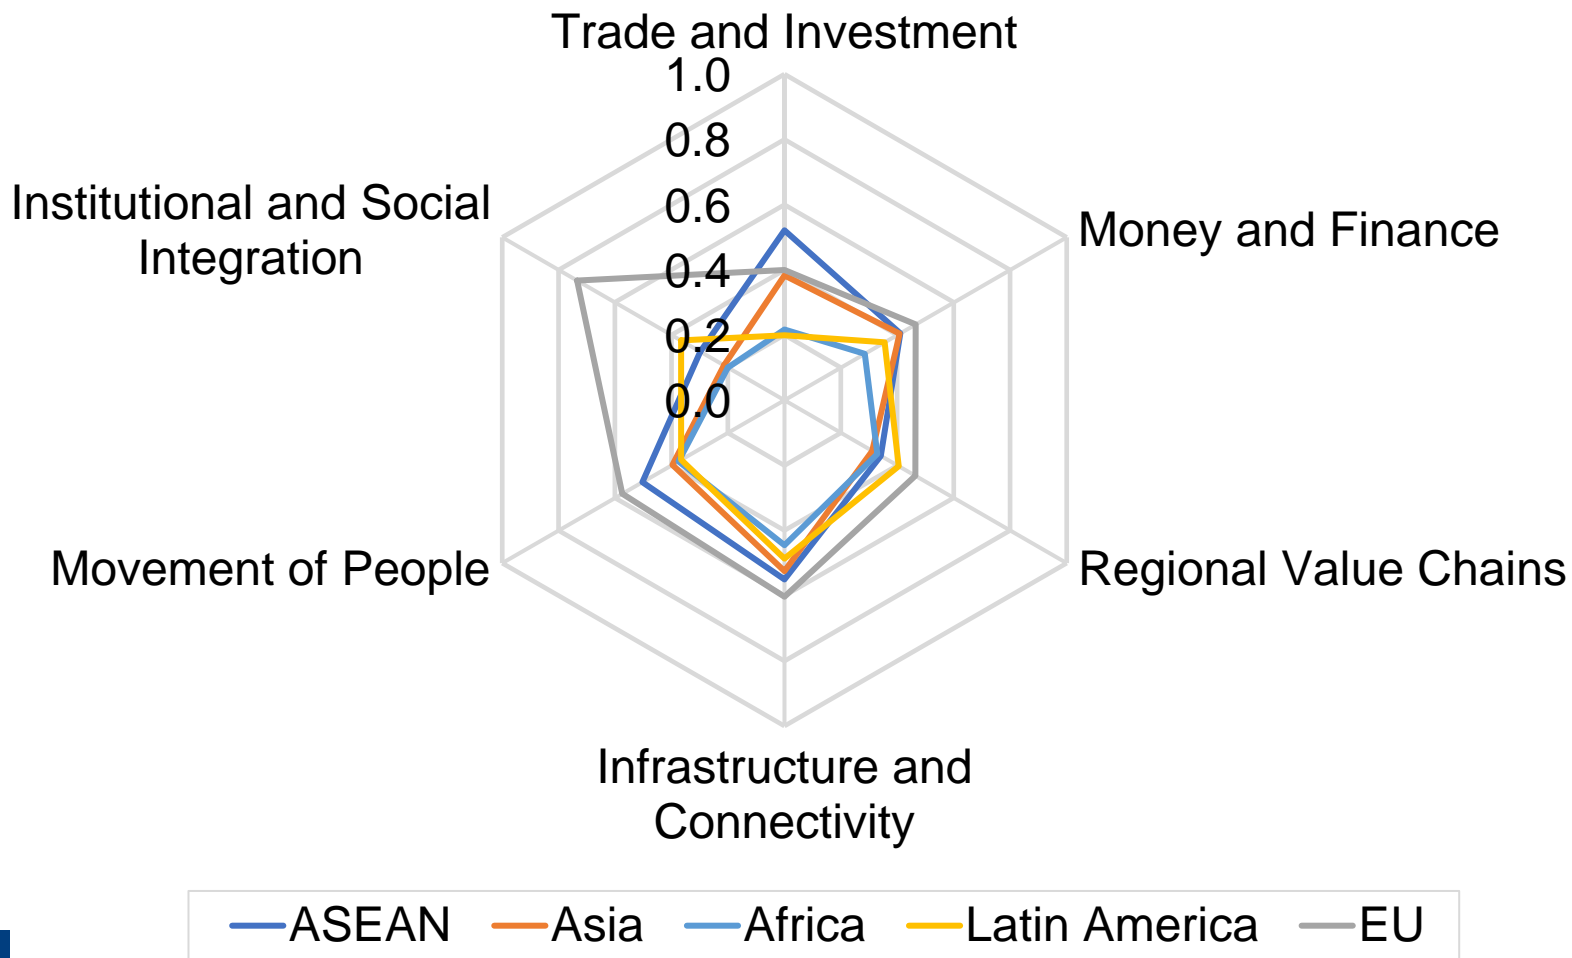 Trade and Investment
1.0
0.8
0.6
0.4
0.2
0.0
Institutional and Social
Integration
Money and Finance
Movement of People
Regional Value Chains
Infrastructure and
Connectivity
ASEAN Asia Africa Latin America EU